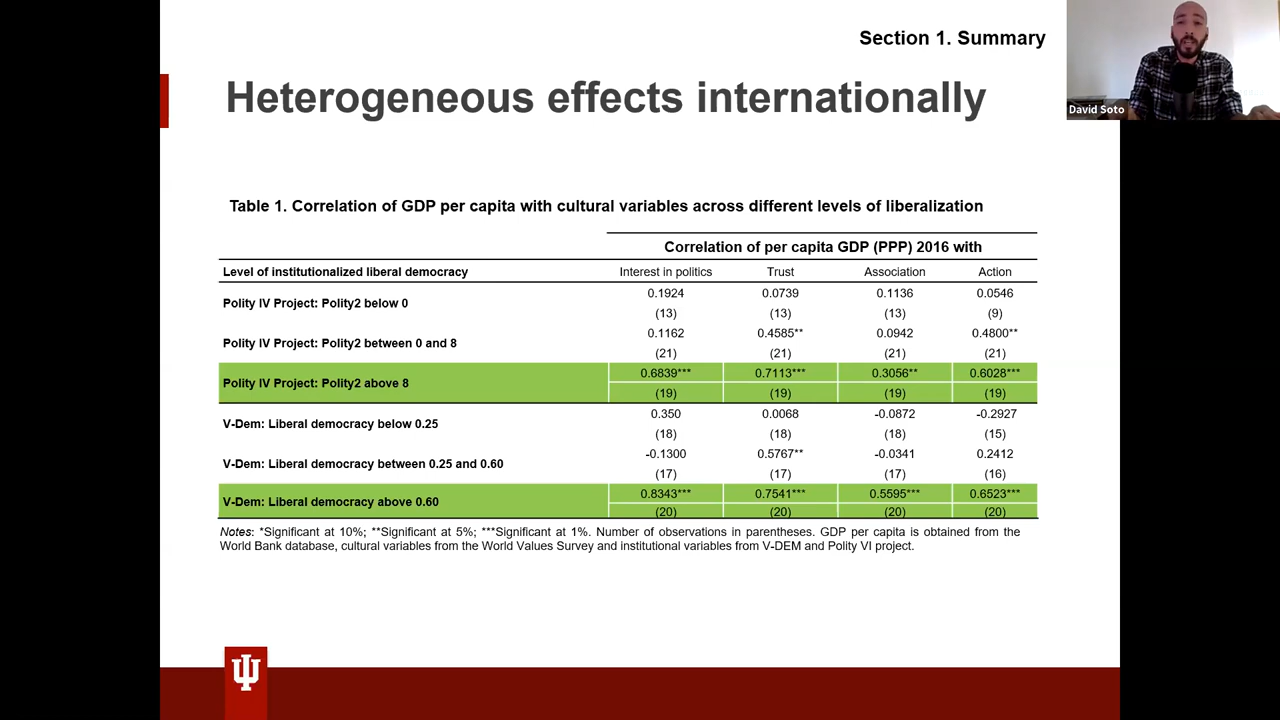 Section 1. Summary
David Soto
Heterogeneous effects internationally
Table 1. Correlation of GDP per capita with cultural variables across different levels of liberalization
Correlation of per capita GDP (PPP) 2016 with
Level of institutionalized liberal democracy Interest in politics Trust Association Action
Polity IV Project: Polity2 below 0 0.1924 0.0739 0.1136 0.0546
(13) (13) (13) (9)
Polity IV Project: Polity2 between 0 and 8 0.1162 0.4585** 0.0942 0.4800**
(21) (21) (21) (21)
Polity IV Project: Polity2 above 8 0.6839*** 0.7113*** 0.3056** 0.6028***
(19) (19) (19) (19)
V-Dem: Liberal democracy below 0.25 0.350 0.0068 -0.0872 -0.2927
(18) (18) (18) (15)
V-Dem: Liberal democracy between 0.25 and 0.60 -0.1300 0.5767** -0.0341 0.2412
(17) (17) (17) (16)
V-Dem: Liberal democracy above 0.60 0.8343*** 0.7541*** 0.5595*** 0.6523***
(20) (20) (20) (20)
Notes: *Significant at 10%; **Significant at 5%; ***Significant at 1%. Number of observations in parentheses. GDP per capita is obtained from the
World Bank database, cultural variables from the World Values Survey and institutional variables from V-DEM and Polity VI project.